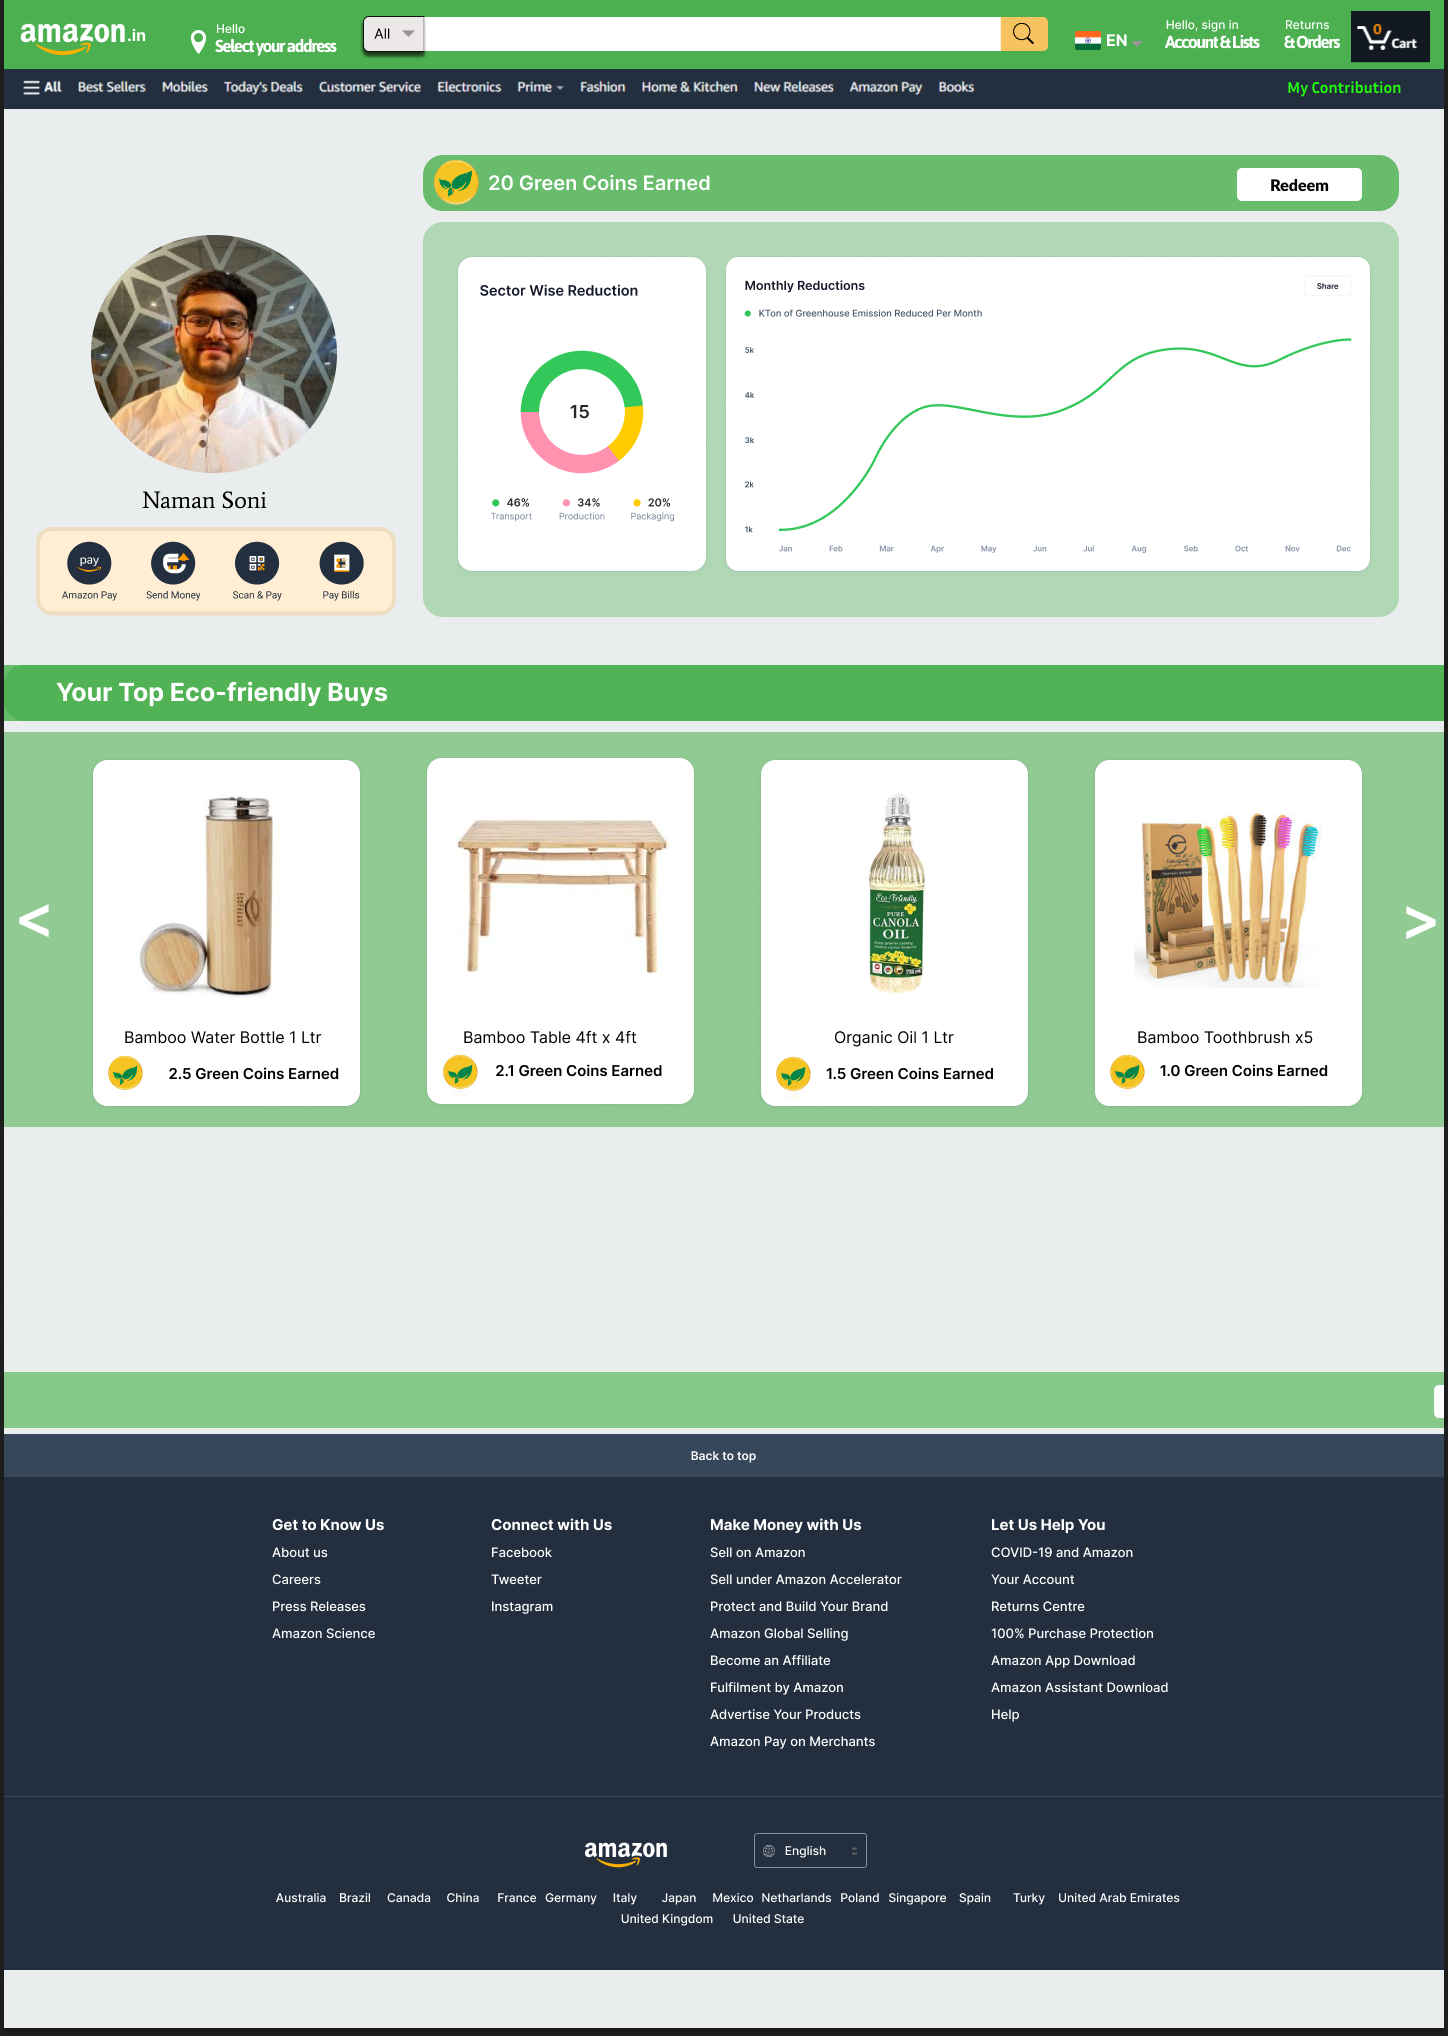 amazon.in
Hello
Select your address
All
EN
Hello, sign in
Account & Lists
Returns
& Orders
0
Cart
All Best Sellers Mobiles Today's Deals Customer Service Electronics Prime Fashion Home & Kitchen New Releases Amazon Pay Books My Contribution
20 Green Coins Earned
Redeem
Sector Wise Reduction
15
46% 34% 20%
Transport Production Packaging
Monthly Reductions
Share
KTon of Greenhouse Emission Reduced Per Month
5k
4k
3k
2k
1k
Jan Feb Mar Apr May Jun Jul Aug Seb Oct Nov Dec
Naman Soni
pay
Amazon Pay Send Money Scan & Pay Pay Bills
Your Top Eco-friendly Buys
<
>
Eco-Friendly
PURE
CANOLA
OIL
Bamboo Water Bottle 1 Ltr
2.5 Green Coins Earned
Bamboo Table 4ft x 4ft
2.1 Green Coins Earned
Organic Oil 1 Ltr
1.5 Green Coins Earned
Bamboo Toothbrush x5
1.0 Green Coins Earned
Back to top
Get to Know Us
About us
Careers
Press Releases
Amazon Science
Connect with Us
Facebook
Tweeter
Instagram
Make Money with Us
Sell on Amazon
Sell under Amazon Accelerator
Protect and Build Your Brand
Amazon Global Selling
Become an Affiliate
Fulfilment by Amazon
Advertise Your Products
Amazon Pay on Merchants
Let Us Help You
COVID-19 and Amazon
Your Account
Returns Centre
100% Purchase Protection
Amazon App Download
Amazon Assistant Download
Help
amazon
English
Australia Brazil Canada China France Germany Italy Japan Mexico Netharlands Poland Singapore Spain Turky United Arab Emirates
United Kingdom United State